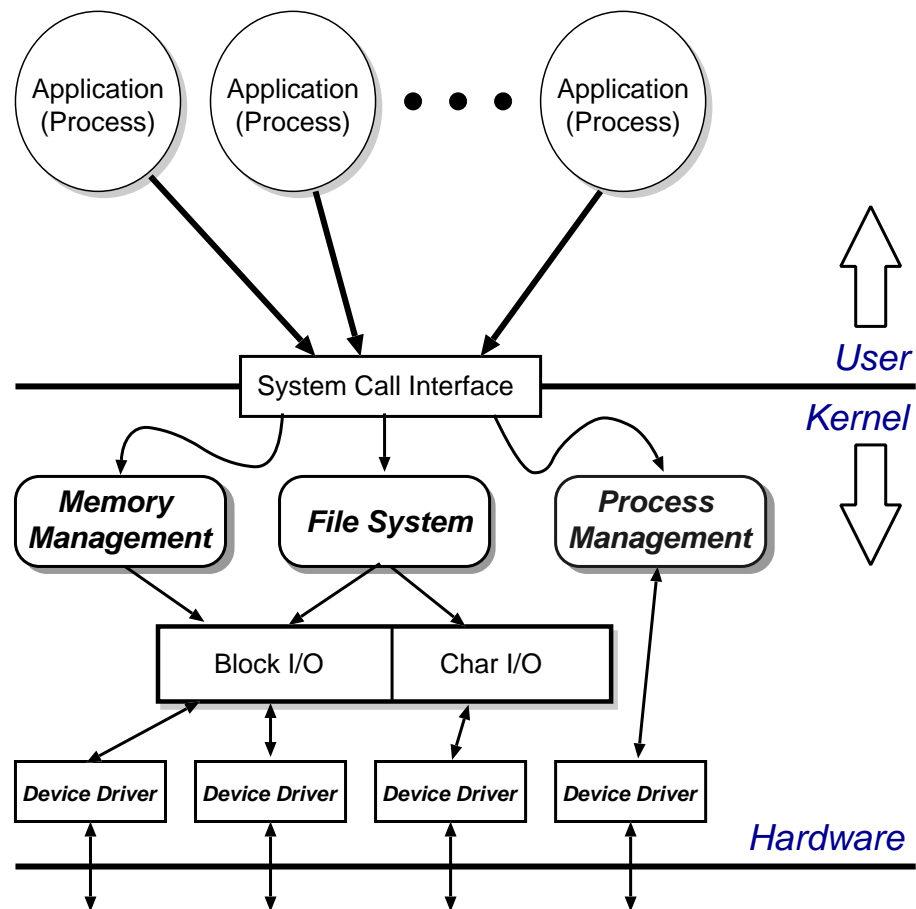 Application
(Process)
Application
(Process)
Application
(Process)
User
System Call Interface
Kernel
Memory
Management
File System
Process
Management
Block I/O
Char I/O
Device Driver
Device Driver
Device Driver
Device Driver
Hardware